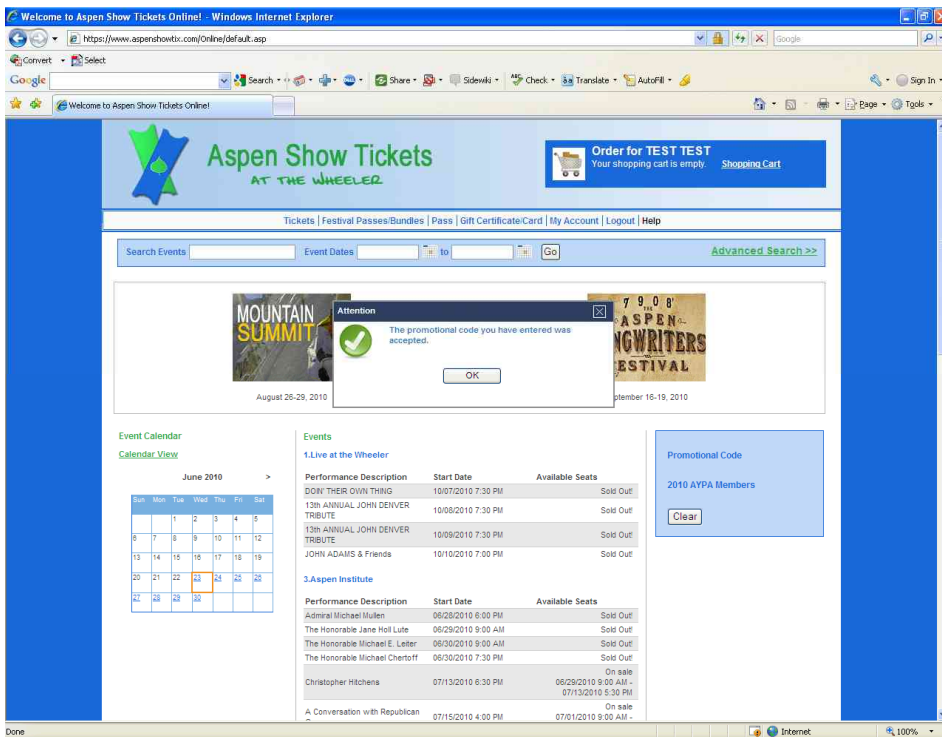 Welcome to Aspen Show Tickets Online! - Windows Internet Explorer
https://www.aspenshowtix.com/Online/default.asp
Google
Convert
Select
Google
Search
Share
Sidewiki
Check
Translate
AutoFill
Sign In
Welcome to Aspen Show Tickets Online!
Page
Tools
Aspen Show Tickets
AT THE WHEELER
Order for TEST TEST
Your shopping cart is empty. Shopping Cart
Tickets | Festival Passes/Bundles | Pass | Gift Certificate/Card | My Account | Logout | Help
Search Events
Event Dates
to
Go
Advanced Search >>
MOUNTAIN
SUMMIT
August 26-29, 2010
Attention
The promotional code you have entered was
accepted.
OK
7908'
ASPEN
NGWRITERS
ESTIVAL
ptember 16-19, 2010
Event Calendar
Calendar View
June 2010 >
Sun Mon Tue Wed Thu Fri Sat
1 2 3 4 5
6 7 8 9 10 11 12
13 14 15 16 17 18 19
20 21 22 23 24 25 26
27 28 29 30
Events
1.Live at the Wheeler
Performance Description Start Date Available Seats
DOIN' THEIR OWN THING 10/07/2010 7:30 PM Sold Out!
13th ANNUAL JOHN DENVER
TRIBUTE 10/08/2010 7:30 PM Sold Out!
13th ANNUAL JOHN DENVER
TRIBUTE 10/09/2010 7:30 PM Sold Out!
JOHN ADAMS & Friends 10/10/2010 7:00 PM Sold Out!
3.Aspen Institute
Performance Description Start Date Available Seats
Admiral Michael Mullen 06/28/2010 6:00 PM Sold Out!
The Honorable Jane Holl Lute 06/29/2010 9:00 AM Sold Out!
The Honorable Michael E. Leiter 06/30/2010 9:00 AM Sold Out!
The Honorable Michael Chertoff 06/30/2010 7:30 PM Sold Out!
On sale
Christopher Hitchens 07/13/2010 6:30 PM 06/29/2010 9:00 AM -
07/13/2010 5:30 PM
On sale
A Conversation with Republican 07/15/2010 4:00 PM 07/01/2010 9:00 AM -
Promotional Code
2010 AYPA Members
Clear
Done
Internet
100%